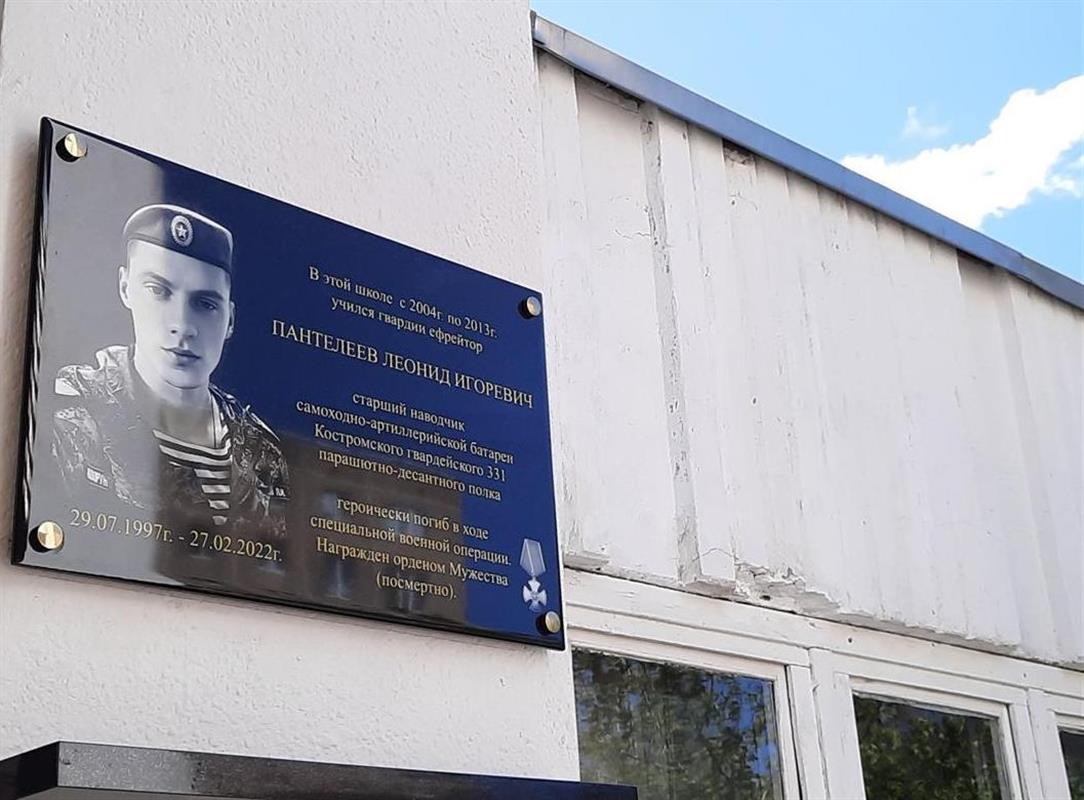 В этой школе с 2004г. по 2013г.
учился гвардии ефрейтор
ПАНТЕЛЕЕВ ЛЕОНИД ИГОРЕВИЧ
старший наводчик
самоходно-артиллерийской батареи
Костромского гвардейского 331
парашютно-десантного полка
героически погиб в ходе
специальной военной операции.
Награжден орденом Мужества
(посмертно).
29.07.1997г. - 27.02.2022г.